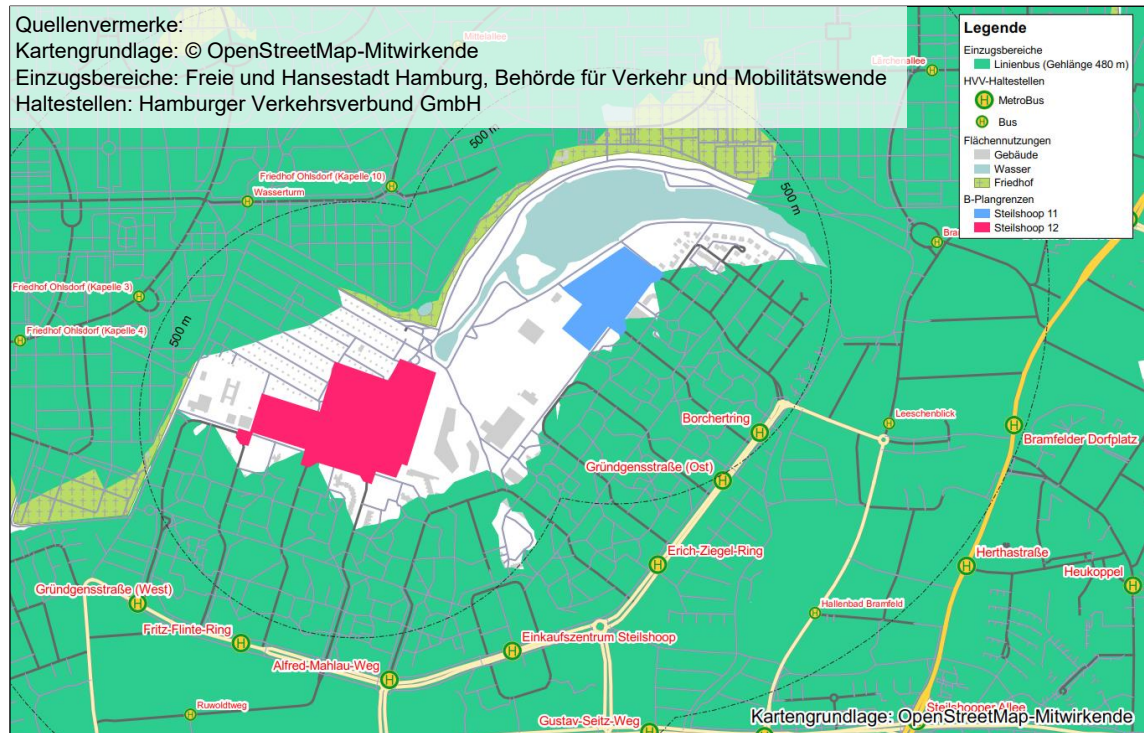 Quellenvermerke:
Kartengrundlage: © OpenStreetMap-Mitwirkende
Einzugsbereiche: Freie und Hansestadt Hamburg, Behörde für Verkehr und Mobilitätswende
Haltestellen: Hamburger Verkehrsverbund GmbH
Mittelallee
Lärchenallee
Legende
Einzugsbereiche
Linienbus (Gehlänge 480 m)
HVV-Haltestellen
H MetroBus
H Bus
Flächennutzungen
Gebäude
Wasser
Friedhof
B-Plangrenzen
Steilshoop 11
Steilshoop 12
500 m
Friedhof Ohlsdorf (Kapelle 10)
Wasserturm
500 m
Friedhof Ohlsdorf (Kapelle 3)
Friedhof Ohlsdorf (Kapelle 4)
500 m
Borchertring
Leeschenblick
Bramfelder Dorfplatz
Gründgensstraße (Ost)
Erich-Ziegel-Ring
Herthastraße
Heukoppel
Gründgensstraße (West)
Hallenbad Bramfeld
Fritz-Flinte-Ring
Einkaufszentrum Steilshoop
Alfred-Mahlau-Weg
Ruwoldtweg
Gustav-Seitz-Weg
Steilshooper Allee
Kartengrundlage: OpenStreetMap-Mitwirkende